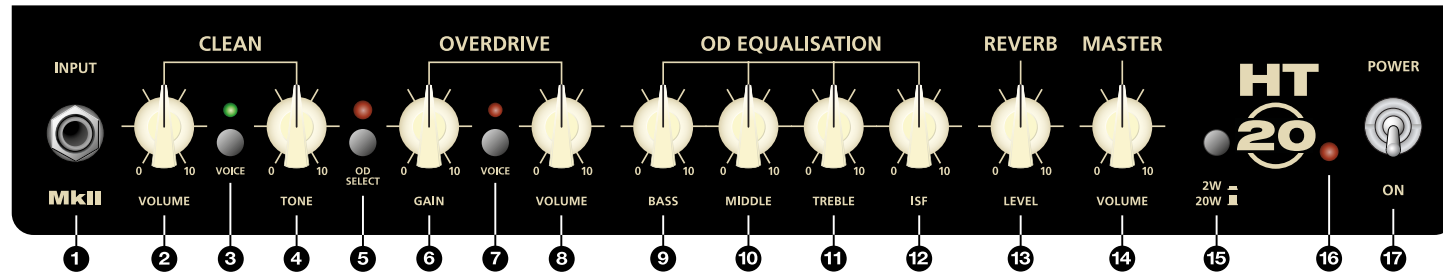 CLEAN OVERDRIVE OD EQUALISATION REVERB MASTER
INPUT HT POWER
20
VOICE OD SELECT VOICE
0 10 0 10 0 10 0 10 0 10 0 10 0 10 0 10 0 10 0 10
2W
20W
MkII VOLUME TONE GAIN VOLUME BASS MIDDLE TREBLE ISF LEVEL VOLUME ON
1 2 3 4 5 6 7 8 9 10 11 12 13 14 15 16 17